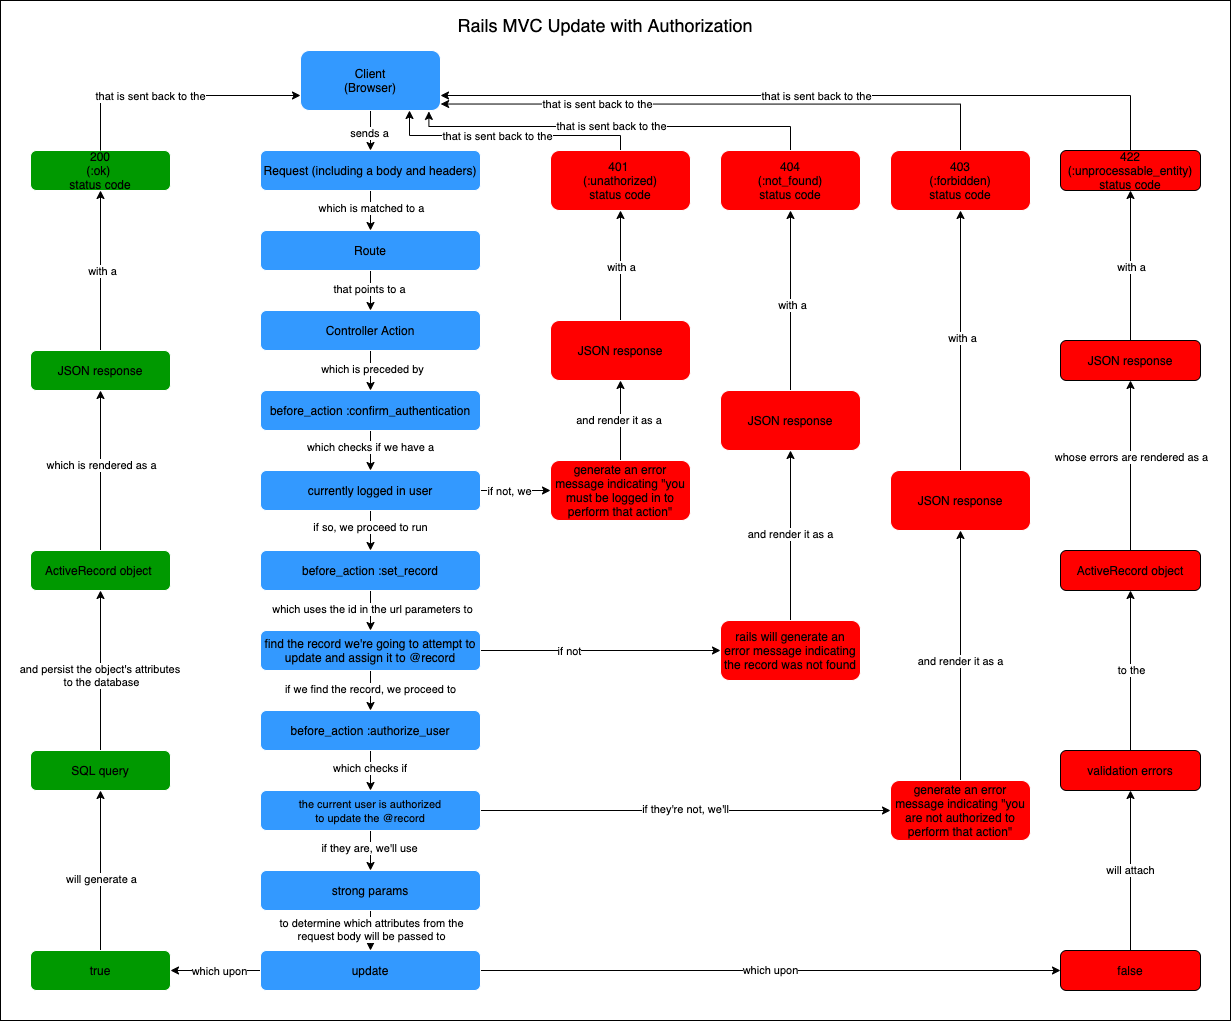 Rails MVC Update with Authorization
Client
(Browser)
that is sent back to the
that is sent back to the
that is sent back to the
that is sent back to the
that is sent back to the
sends a
200
(:ok)
status code
Request (including a body and headers)
401
(:unathorized)
status code
404
(:not_found)
status code
403
(:forbidden)
status code
422
(:unprocessable_entity)
status code
which is matched to a
Route
with a
with a
with a
that points to a
with a
Controller Action
with a
JSON response
JSON response
JSON response
which is preceded by
before_action :confirm_authentication
and render it as a
JSON response
which checks if we have a
which is rendered as a
whose errors are rendered as a
currently logged in user
if not, we
generate an error
message indicating "you
must be logged in to
perform that action"
JSON response
if so, we proceed to run
and render it as a
ActiveRecord object
before_action :set_record
ActiveRecord object
which uses the id in the url parameters to
find the record we're going to attempt to
update and assign it to @record
if not
rails will generate an
error message indicating
the record was not found
and persist the object's attributes
to the database
and render it as a
to the
if we find the record, we proceed to
before_action :authorize_user
which checks if
SQL query
validation errors
the current user is authorized
to update the @record
if they're not, we'll
generate an error
message indicating "you
are not authorized to
perform that action"
if they are, we'll use
will generate a
will attach
strong params
to determine which attributes from the
request body will be passed to
true
which upon
update
which upon
false